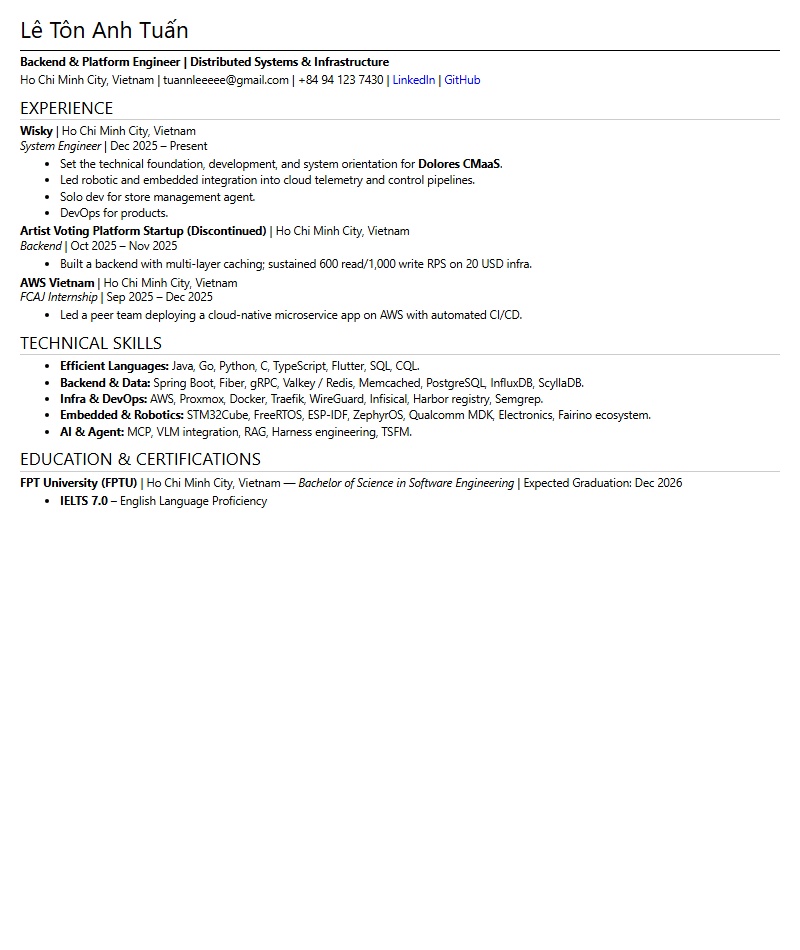 Lê Tôn Anh Tuấn
Backend & Platform Engineer | Distributed Systems & Infrastructure
Ho Chi Minh City, Vietnam | tuannleeeee@gmail.com | +84 94 123 7430 | LinkedIn | GitHub
EXPERIENCE
Wisky | Ho Chi Minh City, Vietnam
System Engineer | Dec 2025 – Present
• Set the technical foundation, development, and system orientation for Dolores CMaaS.
• Led robotic and embedded integration into cloud telemetry and control pipelines.
• Solo dev for store management agent.
• DevOps for products.
Artist Voting Platform Startup (Discontinued) | Ho Chi Minh City, Vietnam
Backend | Oct 2025 – Nov 2025
• Built a backend with multi-layer caching; sustained 600 read/1,000 write RPS on 20 USD infra.
AWS Vietnam | Ho Chi Minh City, Vietnam
FCAJ Internship | Sep 2025 – Dec 2025
• Led a peer team deploying a cloud-native microservice app on AWS with automated CI/CD.
TECHNICAL SKILLS
• Efficient Languages: Java, Go, Python, C, TypeScript, Flutter, SQL, CQL.
• Backend & Data: Spring Boot, Fiber, gRPC, Valkey / Redis, Memcached, PostgreSQL, InfluxDB, ScyllaDB.
• Infra & DevOps: AWS, Proxmox, Docker, Traefik, WireGuard, Infisical, Harbor registry, Semgrep.
• Embedded & Robotics: STM32Cube, FreeRTOS, ESP-IDF, ZephyrOS, Qualcomm MDK, Electronics, Fairino ecosystem.
• AI & Agent: MCP, VLM integration, RAG, Harness engineering, TSFM.
EDUCATION & CERTIFICATIONS
FPT University (FPTU) | Ho Chi Minh City, Vietnam — Bachelor of Science in Software Engineering | Expected Graduation: Dec 2026
• IELTS 7.0 – English Language Proficiency